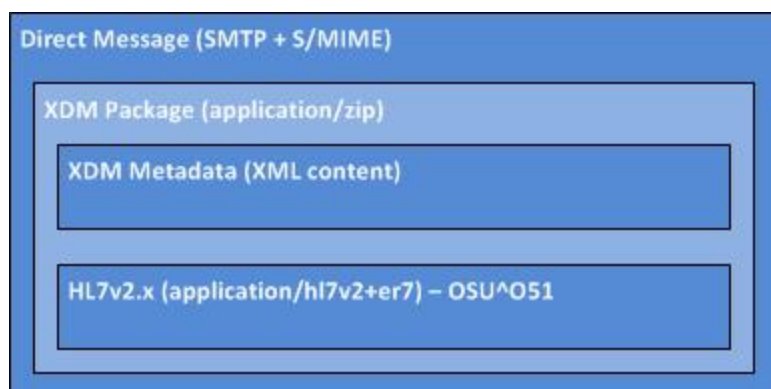 Direct Message (SMTP + S/MIME)
XDM Package (application/zip)
XDM Metadata (XML content)
HL7v2.x (application/hl7v2+er7) – OSU^O51